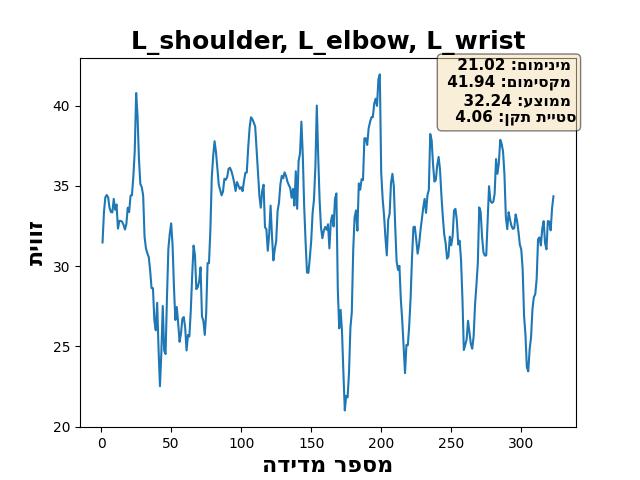 L_shoulder, L_elbow, L_wrist
מינימום: 21.02
מקסימום: 41.94
ממוצע: 32.24
סטיית תקן: 4.06
זווית
40
35
30
25
20
0 50 100 150 200 250 300
מספר מדידה